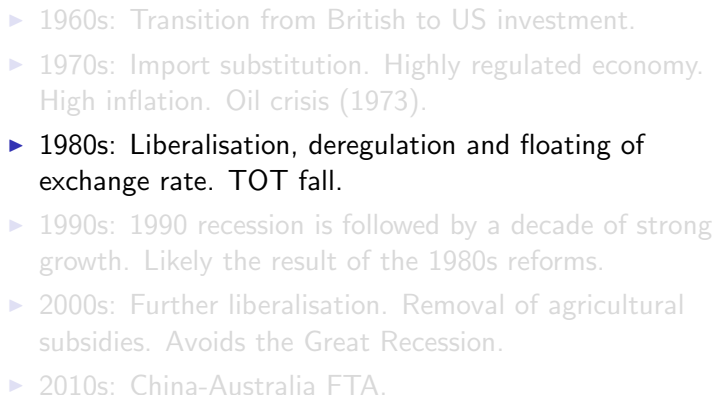 ► 1960s: Transition from British to US investment.
► 1970s: Import substitution. Highly regulated economy.
High inflation. Oil crisis (1973).
► 1980s: Liberalisation, deregulation and floating of
exchange rate. TOT fall.
► 1990s: 1990 recession is followed by a decade of strong
growth. Likely the result of the 1980s reforms.
► 2000s: Further liberalisation. Removal of agricultural
subsidies. Avoids the Great Recession.
► 2010s: China-Australia FTA.